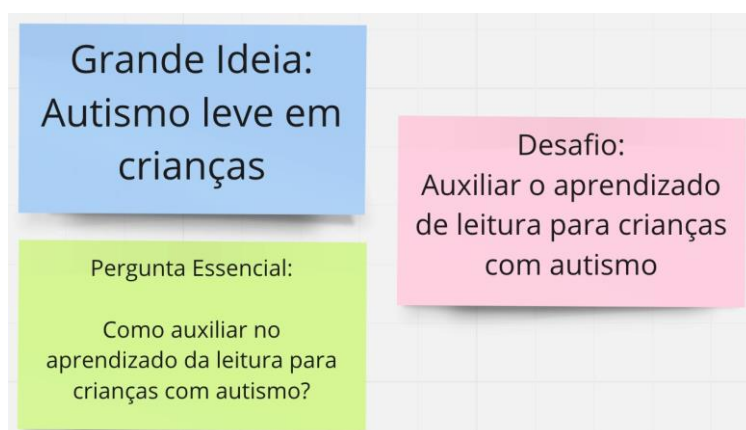 Grande Ideia:
Autismo leve em
crianças
Pergunta Essencial:
Como auxiliar no
aprendizado da leitura para
crianças com autismo?
Desafio:
Auxiliar o aprendizado
de leitura para crianças
com autismo